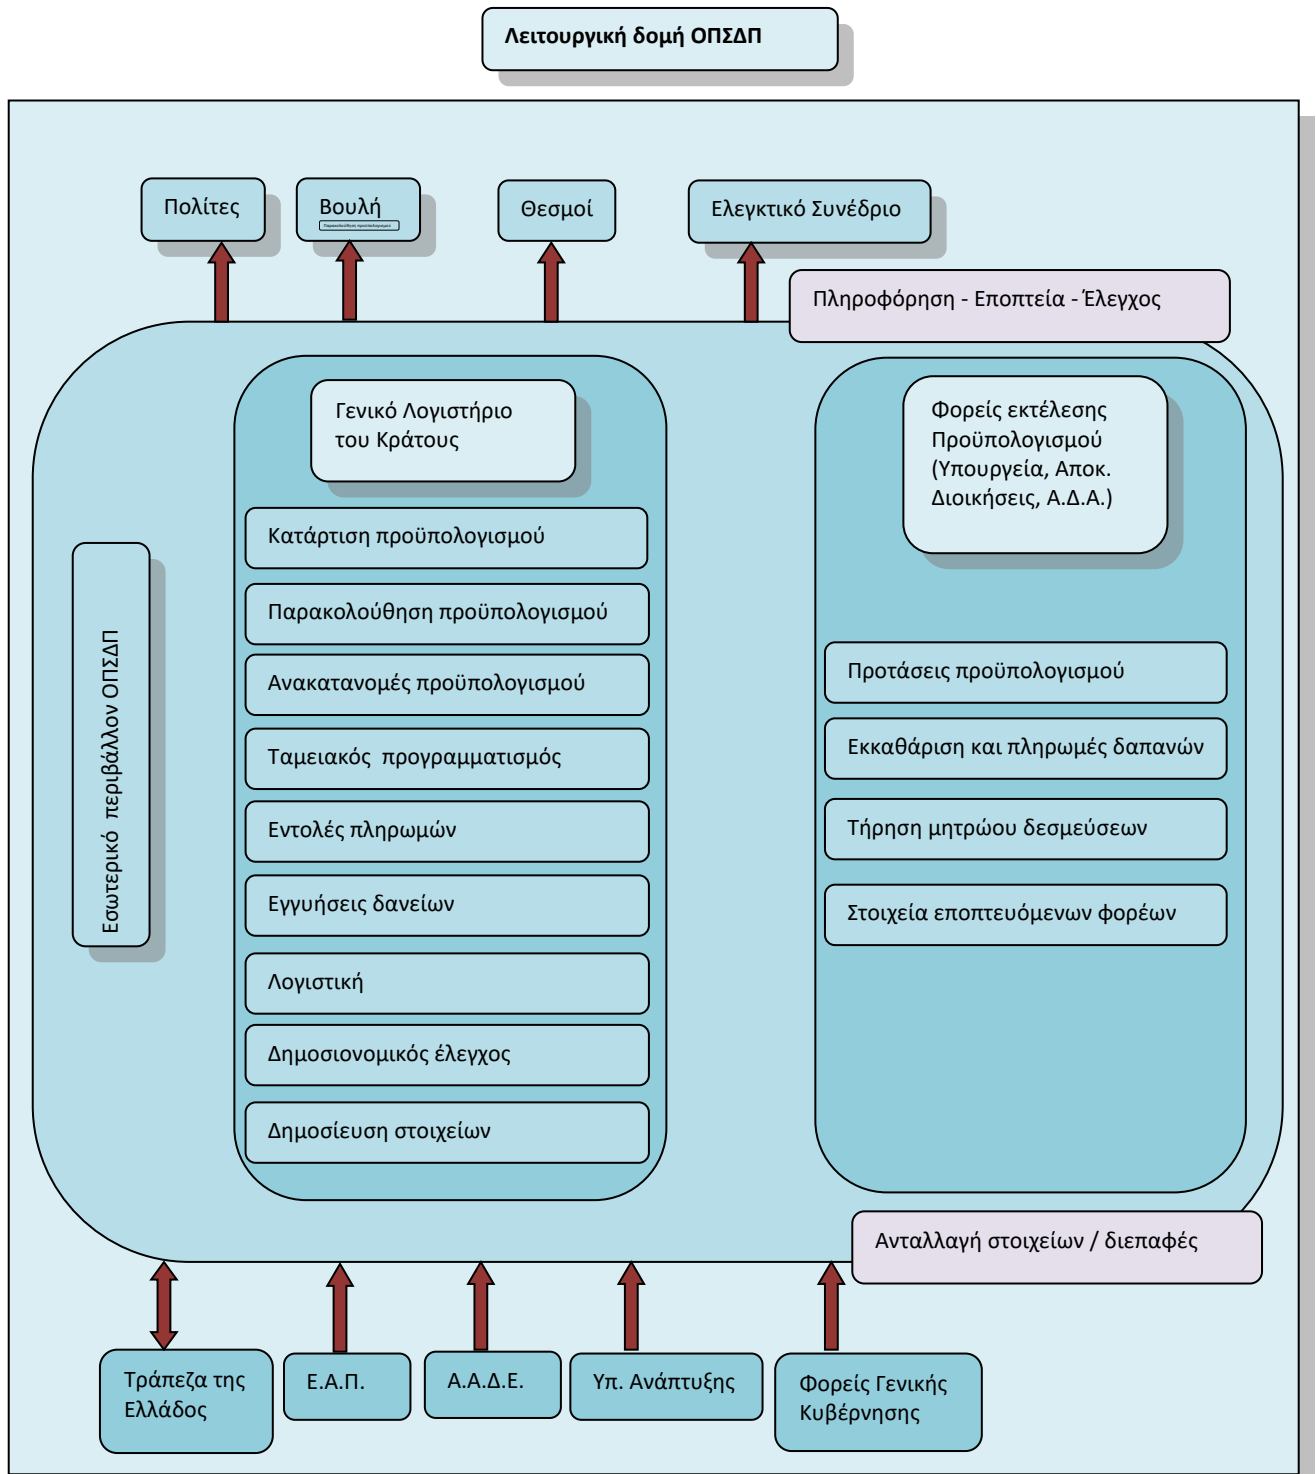 Λειτουργική δομή ΟΠΣΔΠ
Πολίτες
Βουλή
Παρακολούθηση προϋπολογισμού
Θεσμοί
Ελεγκτικό Συνέδριο
Πληροφόρηση - Εποπτεία - Έλεγχος
Γενικό Λογιστήριο
του Κράτους
Κατάρτιση προϋπολογισμού
Παρακολούθηση προϋπολογισμού
Ανακατανομές προϋπολογισμού
Ταμειακός  προγραμματισμός
Εντολές πληρωμών
Εγγυήσεις δανείων
Λογιστική
Δημοσιονομικός έλεγχος
Δημοσίευση στοιχείων
Φορείς εκτέλεσης
Προϋπολογισμού
(Υπουργεία, Αποκ.
Διοικήσεις, Α.Δ.Α.)
Προτάσεις προϋπολογισμού
Εκκαθάριση και πληρωμές δαπανών
Τήρηση μητρώου δεσμεύσεων
Στοιχεία εποπτευόμενων φορέων
Εσωτερικό  περιβάλλον ΟΠΣΔΠ
Ανταλλαγή στοιχείων / διεπαφές
Τράπεζα της
Ελλάδος
Ε.Α.Π.
Α.Α.Δ.Ε.
Υπ. Ανάπτυξης
Φορείς Γενικής
Κυβέρνησης